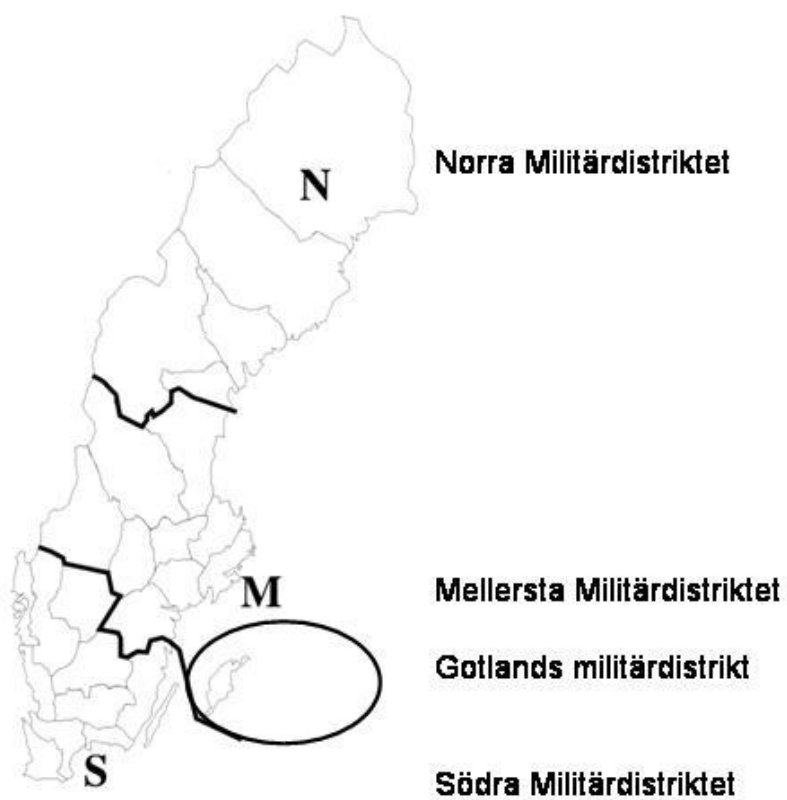 N
Norra Militärdistriktet
M
Mellersta Militärdistriktet
Gotlands militärdistrikt
S
Södra Militärdistriktet